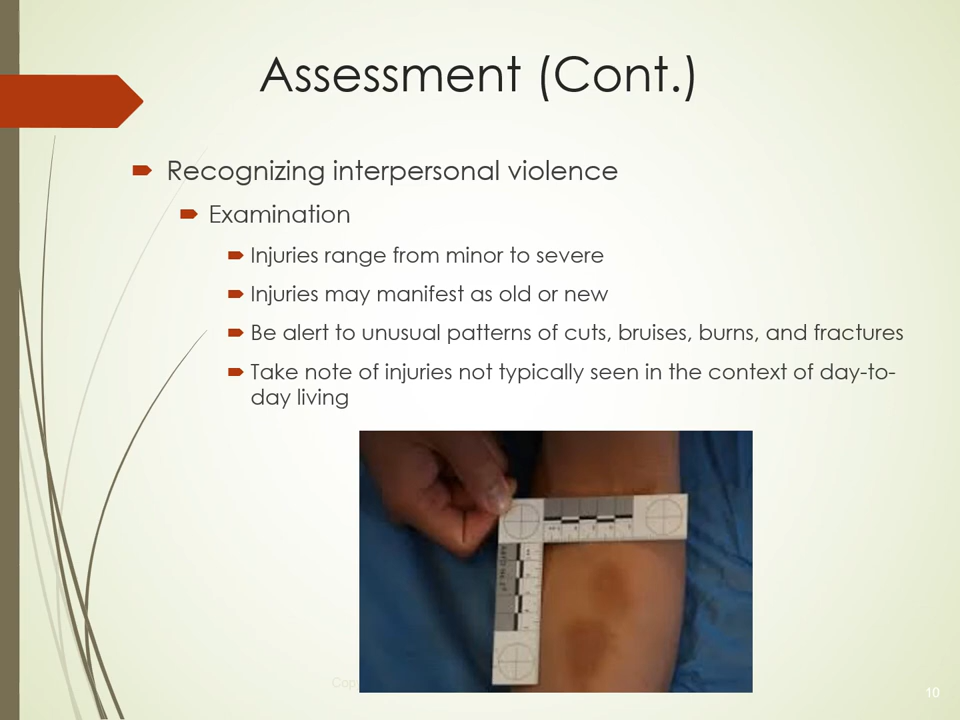 Assessment (Cont.)
Recognizing interpersonal violence
Examination
Injuries range from minor to severe
Injuries may manifest as old or new
Be alert to unusual patterns of cuts, bruises, burns, and fractures
Take note of injuries not typically seen in the context of day-to-
day living
10